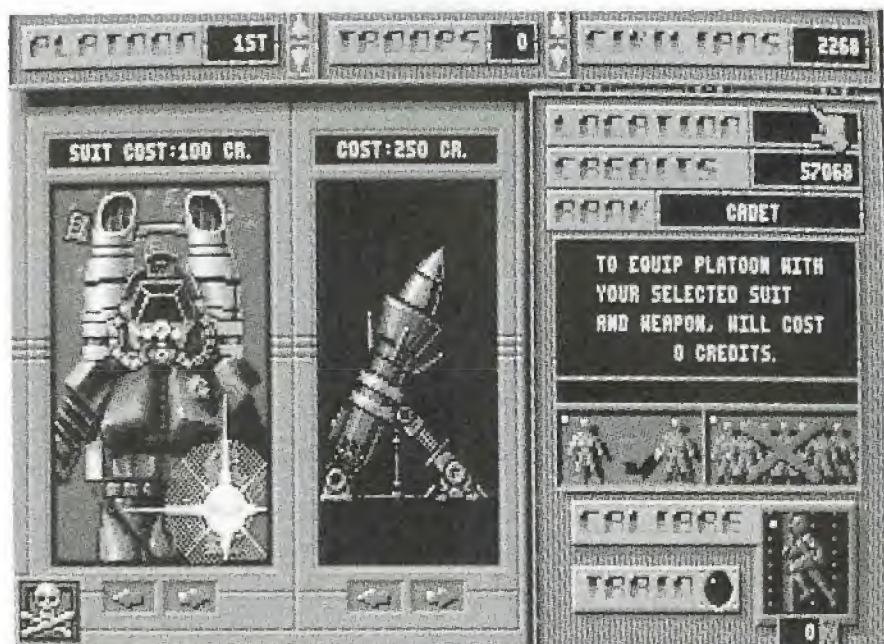 PLATOON 1ST TROOPS 0 CIVILIANS 2268
SUIT COST:100 CR.
COST:250 CR.
LOCATION
CREDITS 57068
RANK CADET
TO EQUIP PLATOON WITH
YOUR SELECTED SUIT
AND WEAPON, WILL COST
0 CREDITS.
CALIBRE
TRAIN
0